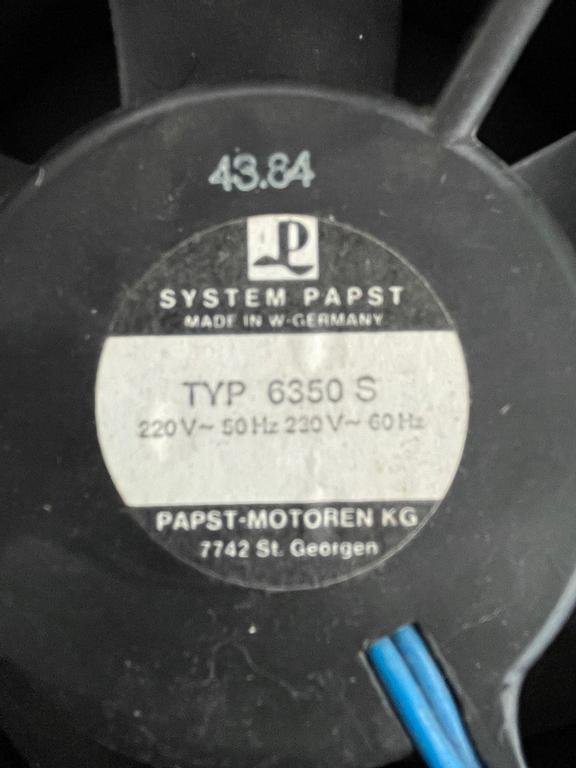 43.84
P
SYSTEM PAPST
MADE IN W-GERMANY
TYP 6350 S
220V~ 50Hz 230V~ 60Hz
PAPST-MOTOREN KG
7742 St. Georgen